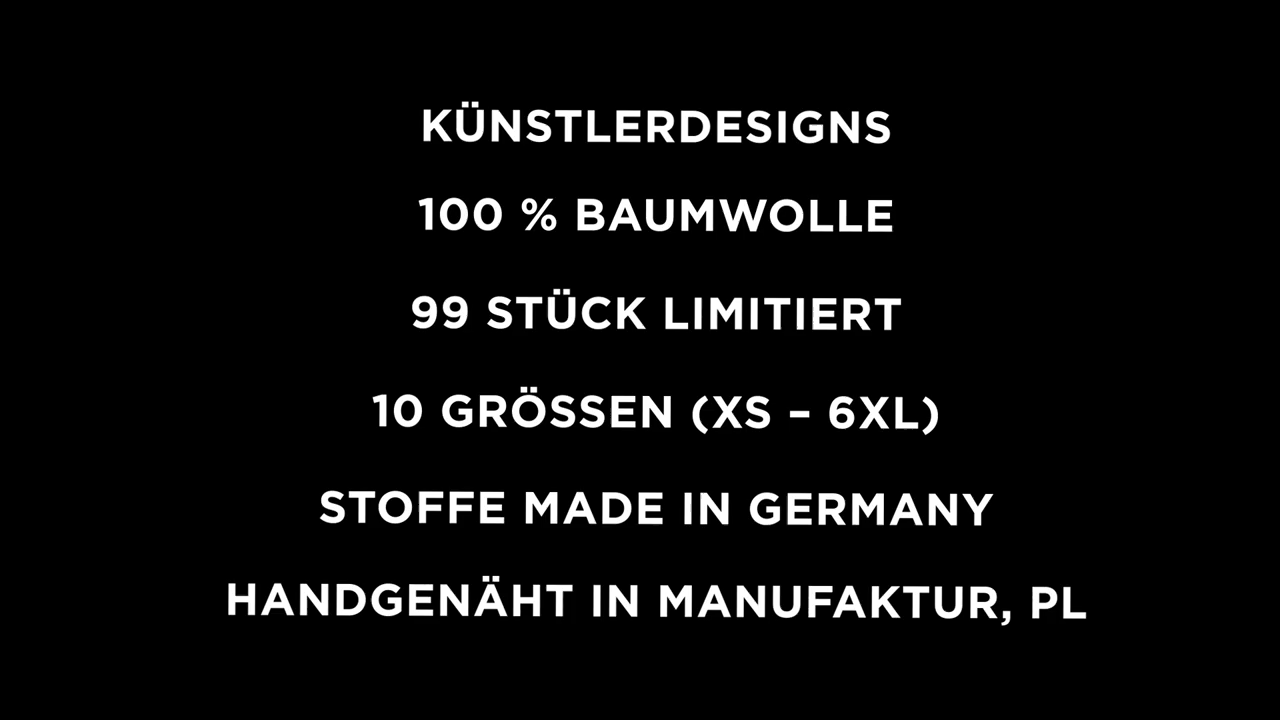 KÜNSTLERDESIGNS
100 % BAUMWOLLE
99 STÜCK LIMITIERT
10 GRÖSSEN (XS – 6XL)
STOFFE MADE IN GERMANY
HANDGENÄHT IN MANUFAKTUR, PL